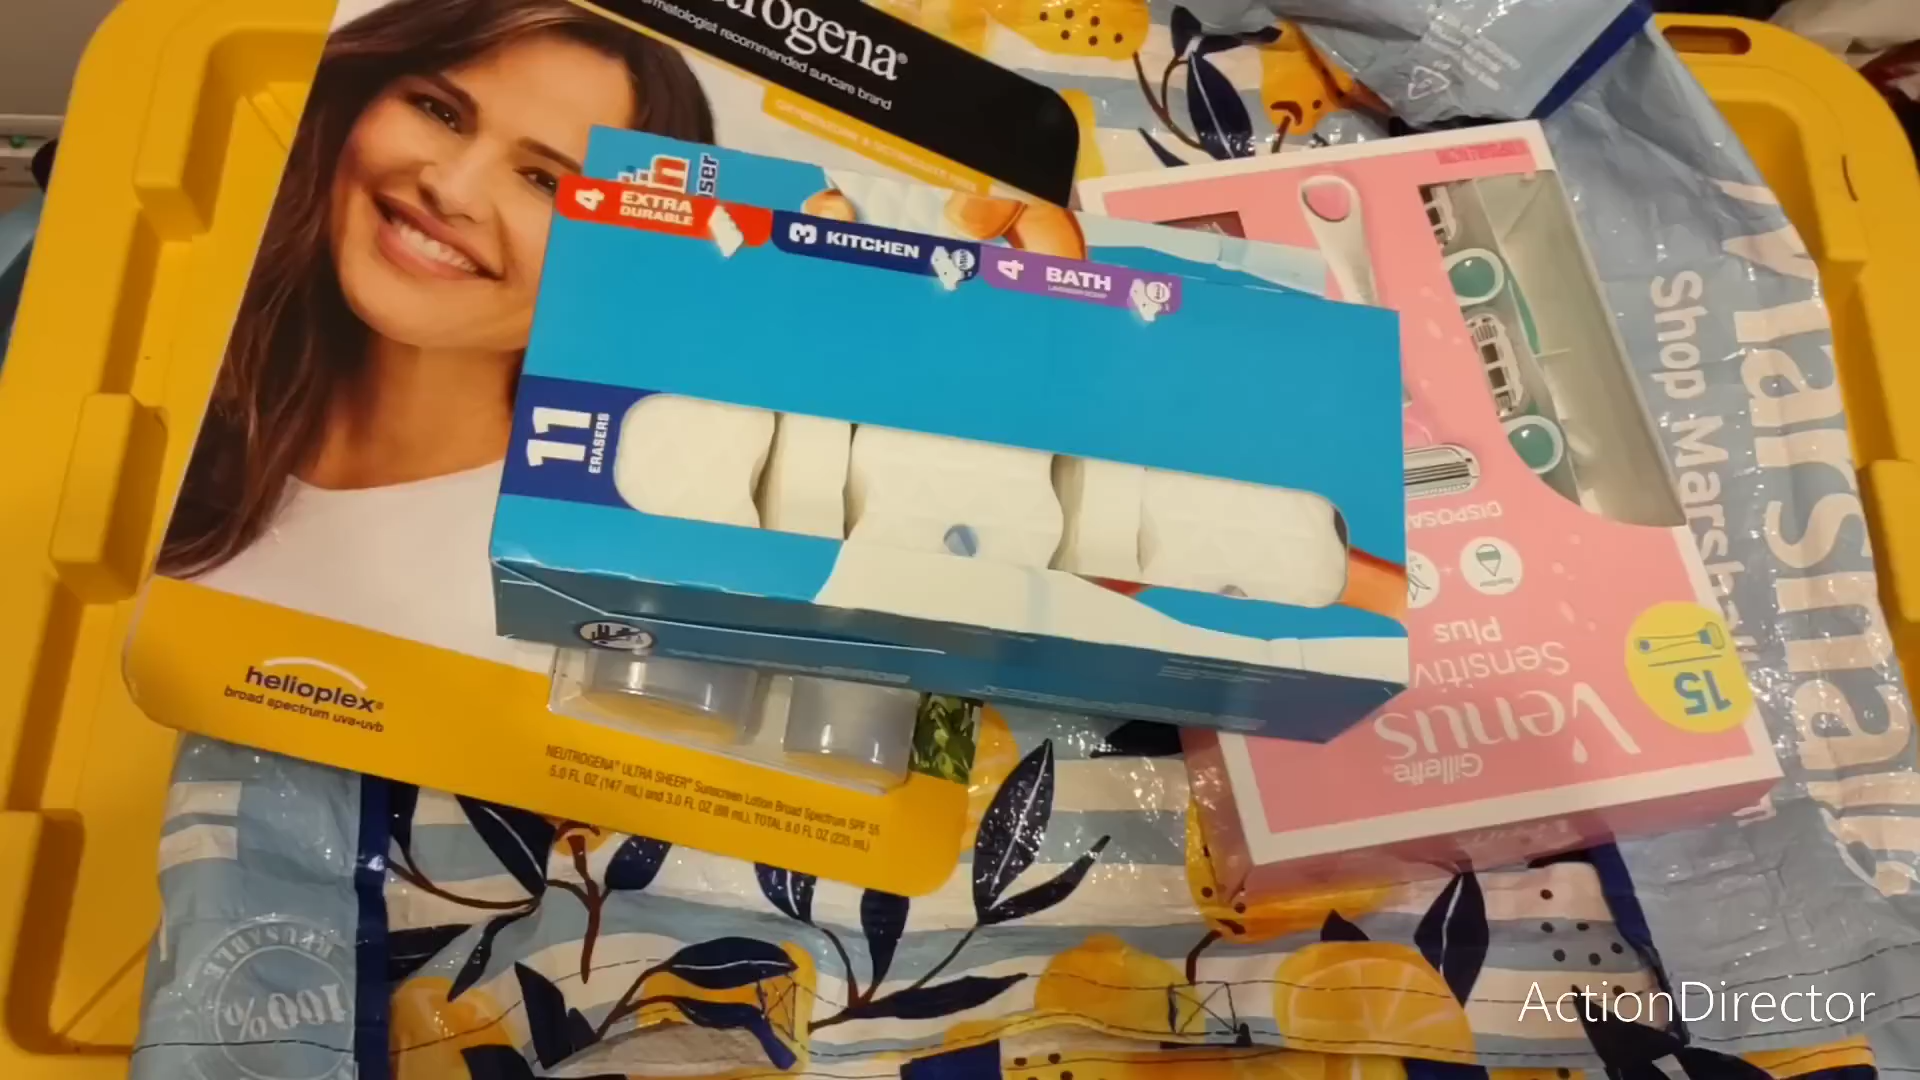 trogena®
dermatologist recommended suncare brand
4 EXTRA
DURABLE
3 KITCHEN
4 BATH
11
ERASERS
helioplex®
broad spectrum uva•uvb
NEUTROGENA® ULTRA SHEER® Sunscreen Lotion Broad Spectrum SPF 55
5.0 FL OZ (147 mL) and 3.0 FL OZ (88 mL), TOTAL 8.0 FL OZ (235 mL)
Gillette
Venus
Sensitiv
Plus
DISPOSA
15
Marshalls
Shop Marshalls
100%
REUSABLE
ActionDirector